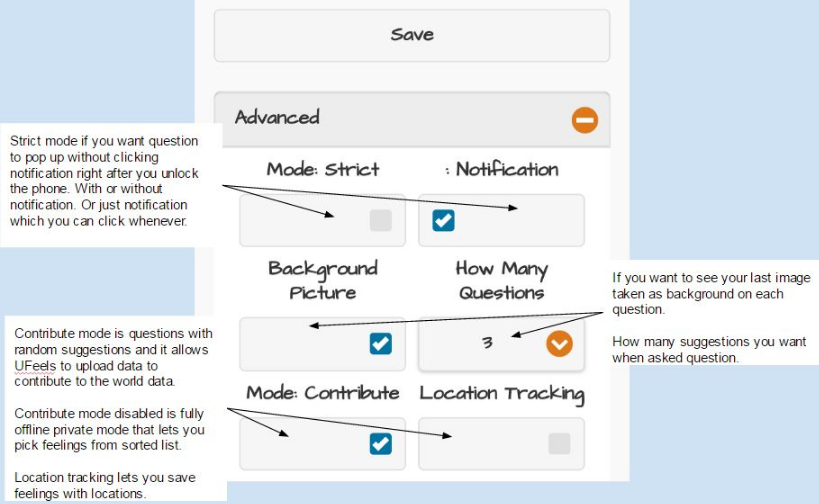 Save
Advanced
Strict mode if you want question
to pop up without clicking
notification right after you unlock
the phone. With or without
notification. Or just notification
which you can click whenever.
Mode: Strict
: Notification
Background
Picture
How Many
Questions
3
If you want to see your last image
taken as background on each
question.
How many suggestions you want
when asked question.
Contribute mode is questions with
random suggestions and it allows
UFeels to upload data to
contribute to the world data.
Contribute mode disabled is fully
offline private mode that lets you
pick feelings from sorted list.
Location tracking lets you save
feelings with locations.
Mode: Contribute
Location Tracking